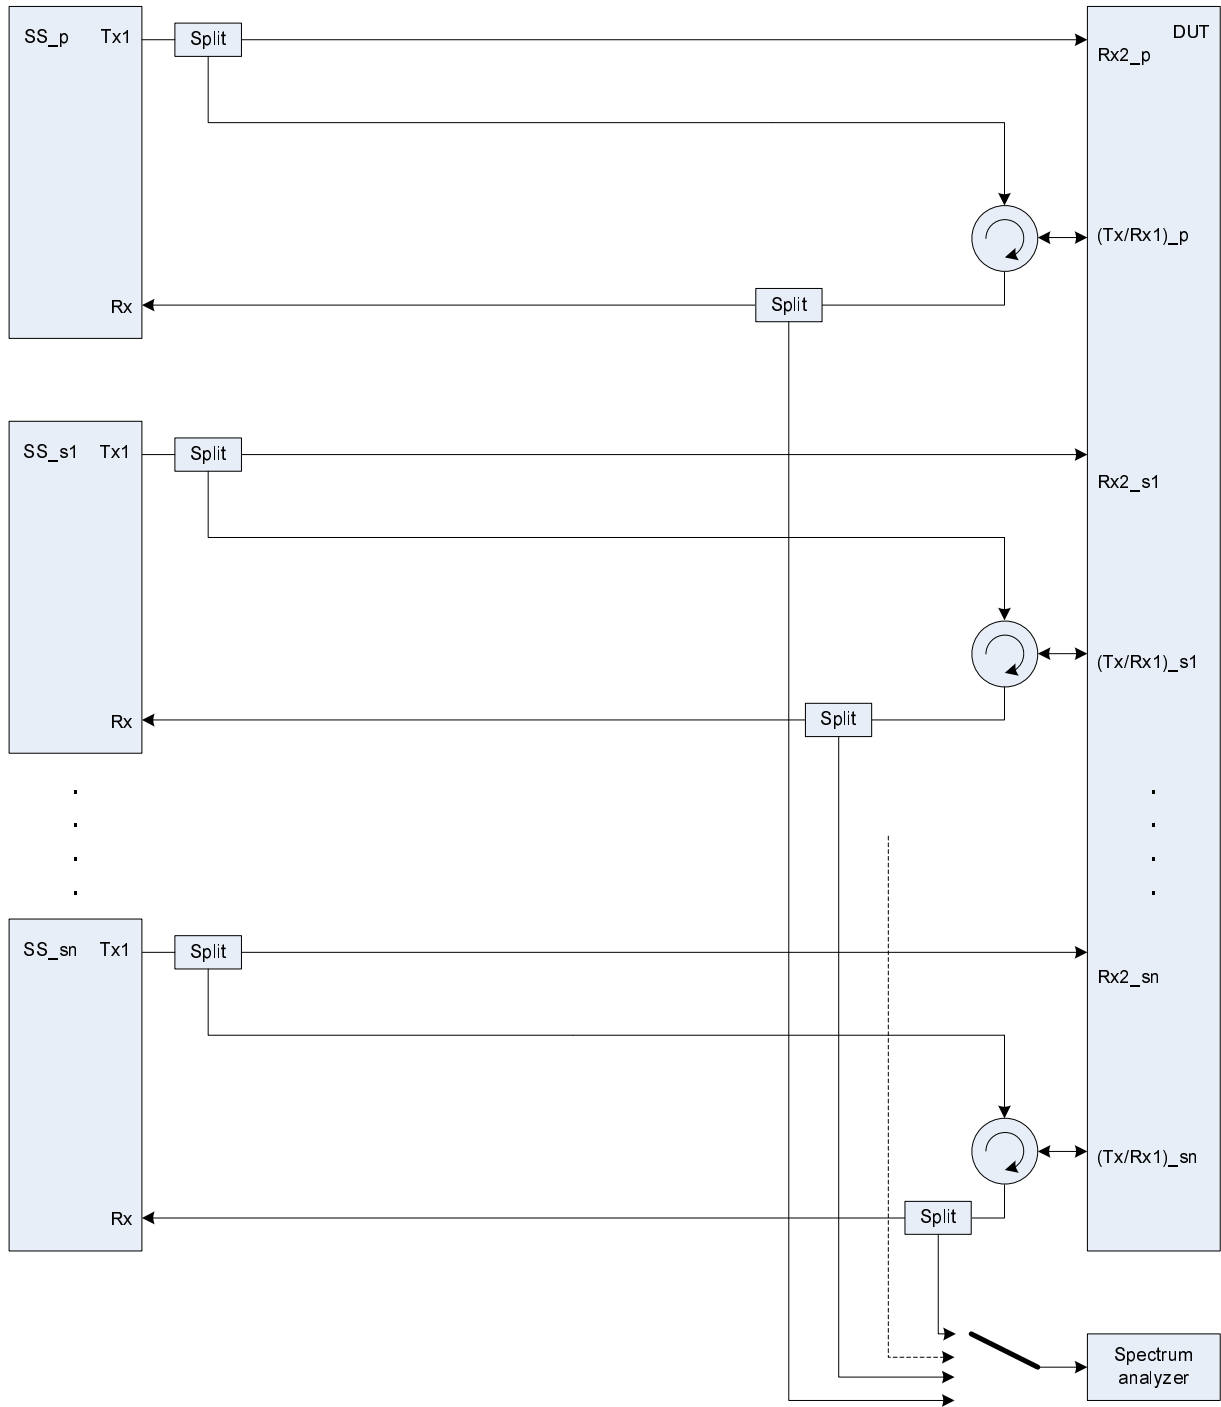 SS_p Tx1
Split
DUT
Rx2_p
(Tx/Rx1)_p
Split
Rx
SS_s1 Tx1
Split
Rx2_s1
(Tx/Rx1)_s1
Split
Rx
SS_sn Tx1
Split
Rx2_sn
(Tx/Rx1)_sn
Split
Rx
Spectrum
analyzer